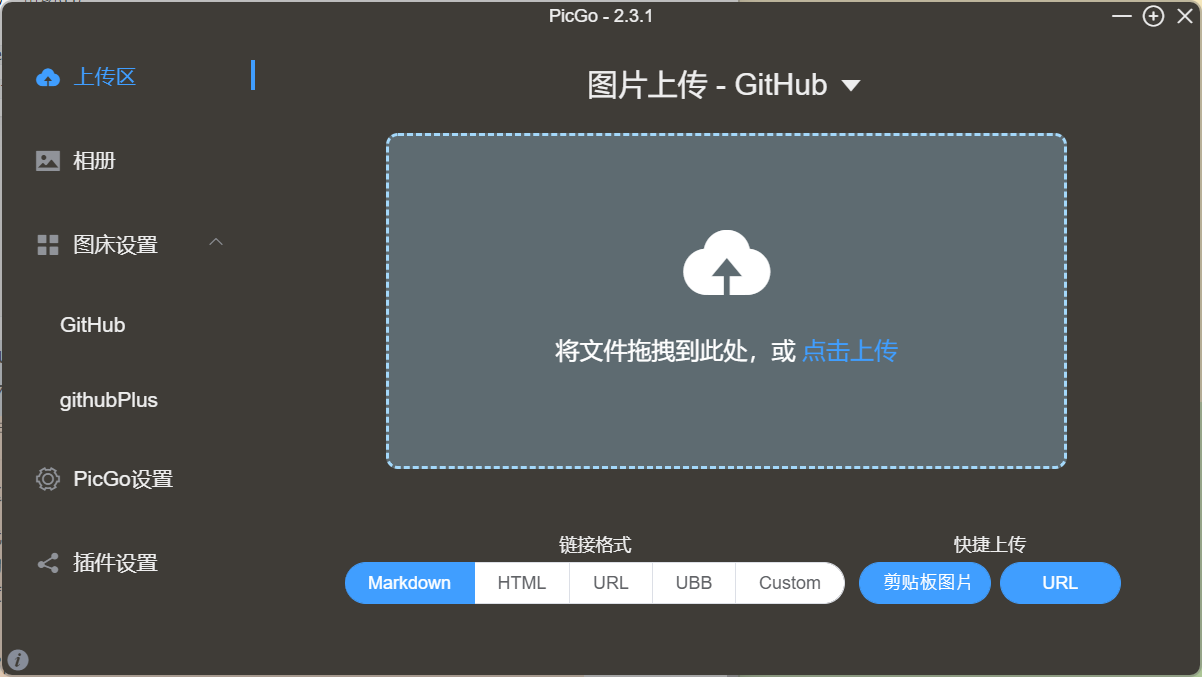 PicGo - 2.3.1
上传区
相册
图床设置
GitHub
githubPlus
PicGo设置
插件设置
图片上传 - GitHub
将文件拖拽到此处，或 点击上传
链接格式
Markdown HTML URL UBB Custom
快捷上传
剪贴板图片 URL